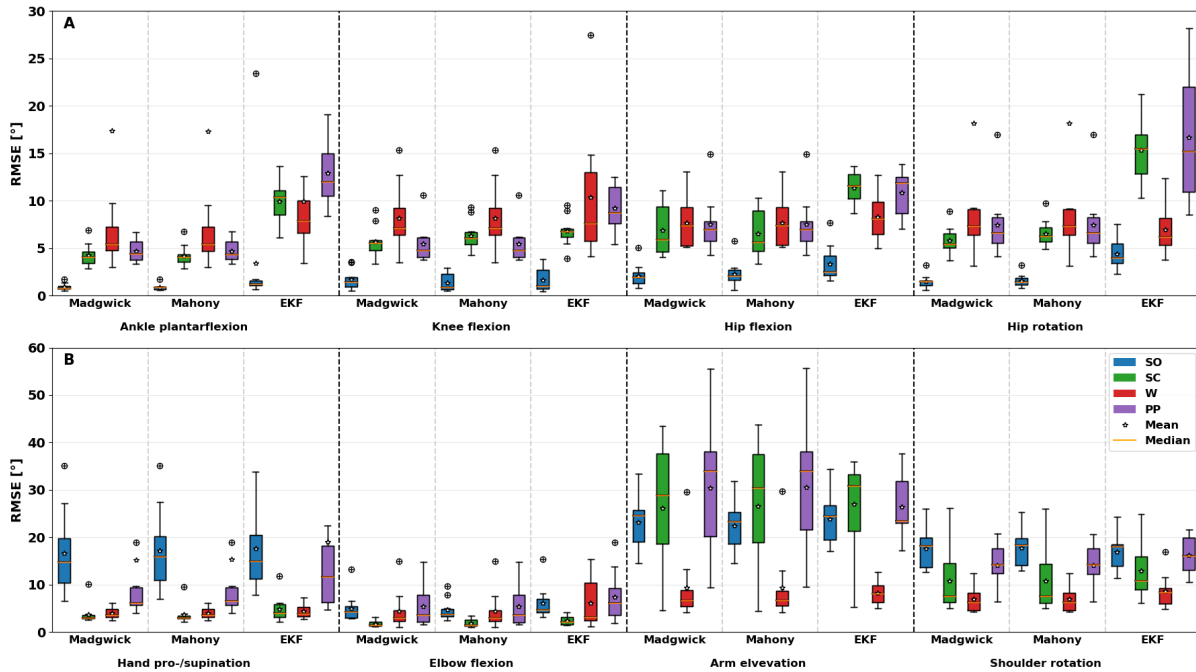 A
RMSE [°]
30
25
20
15
10
5
0
Madgwick Mahony EKF Madgwick Mahony EKF Madgwick Mahony EKF Madgwick Mahony EKF
Ankle plantarflexion Knee flexion Hip flexion Hip rotation
B
RMSE [°]
60
50
40
30
20
10
0
SO
SC
W
PP
Mean
Median
Madgwick Mahony EKF Madgwick Mahony EKF Madgwick Mahony EKF Madgwick Mahony EKF
Hand pro-/supination Elbow flexion Arm elvevation Shoulder rotation